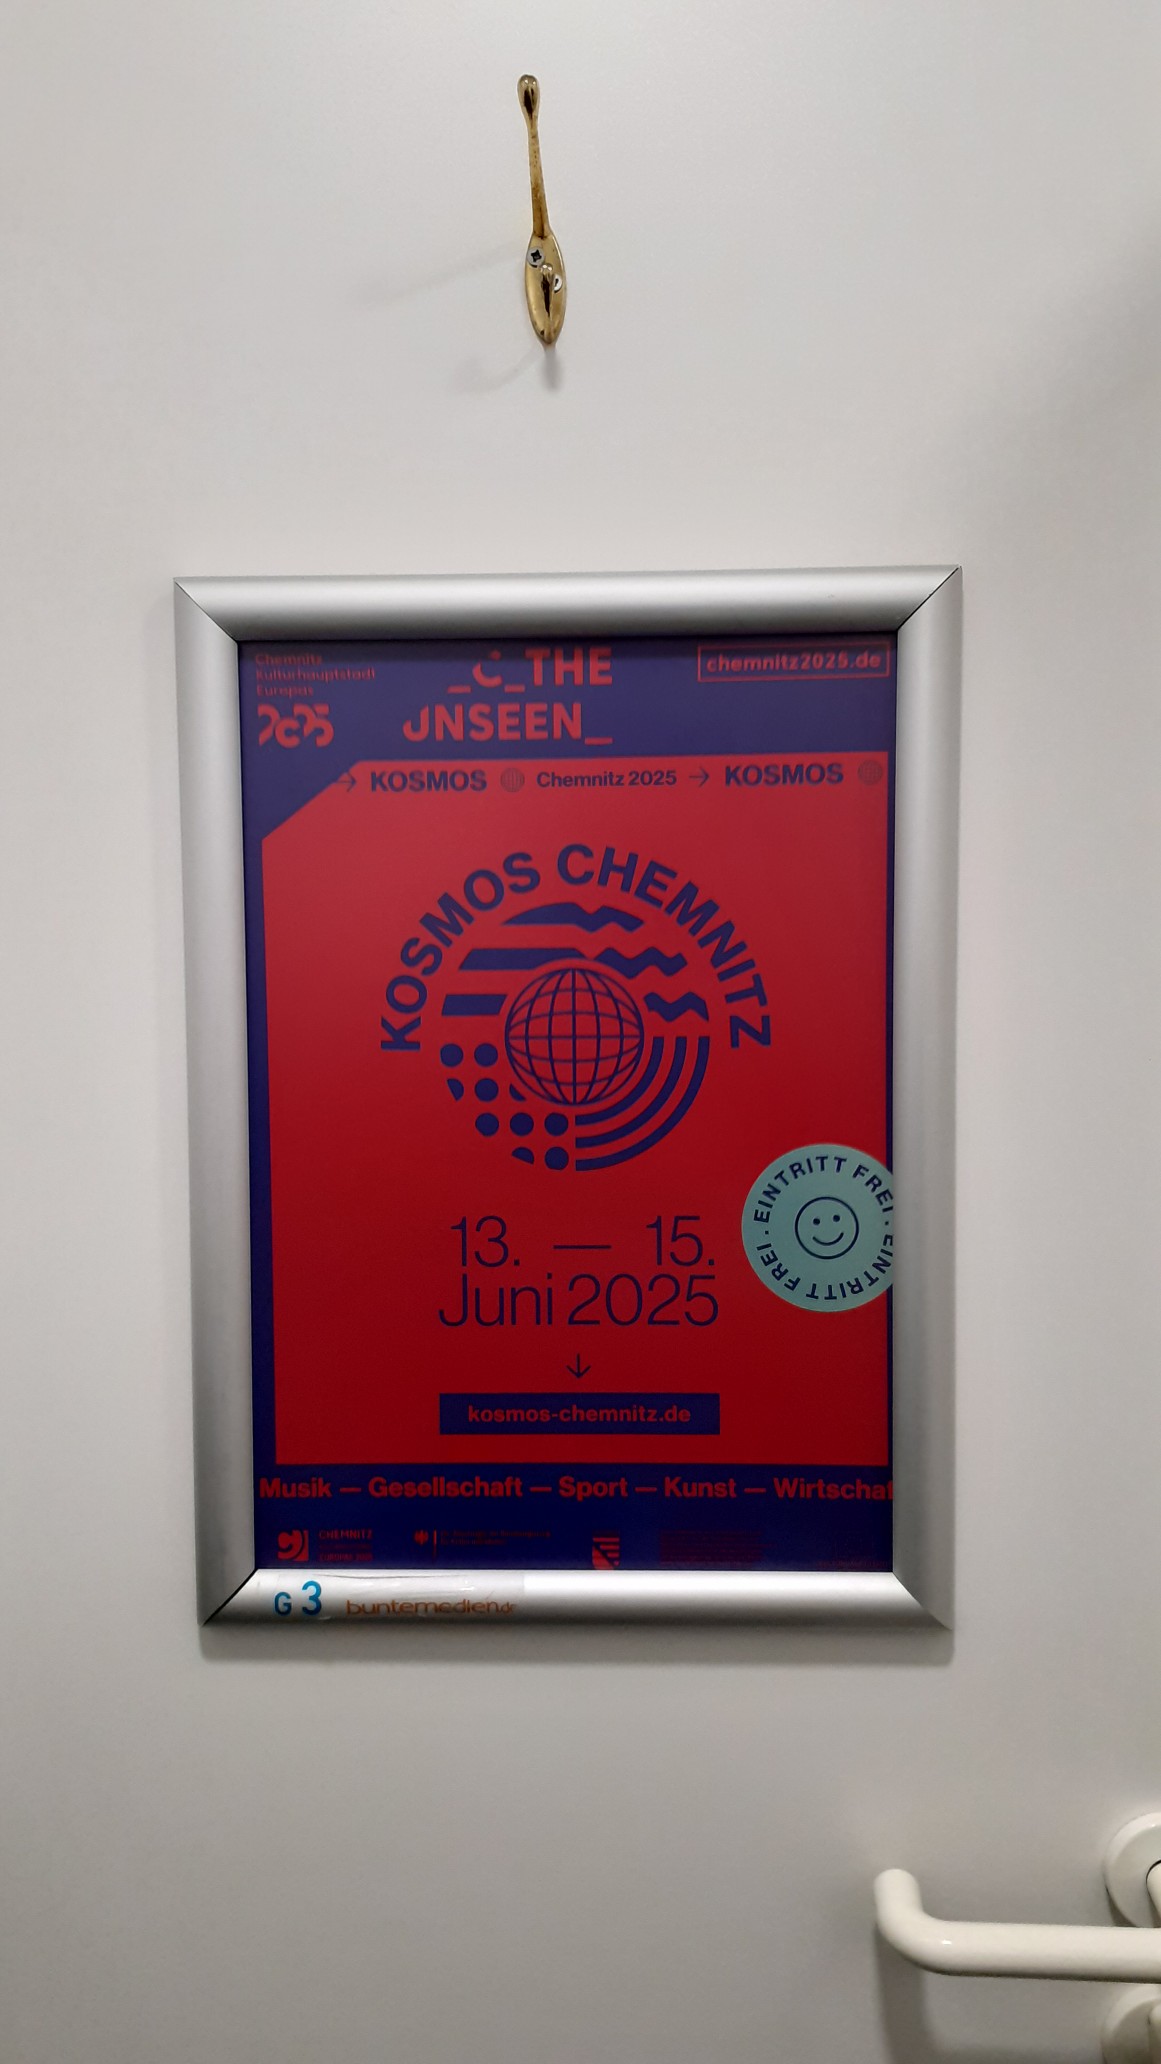 Chemnitz
Kulturhauptstadt
Europas
2025
_C_THE
UNSEEN_
chemnitz2025.de
→ KOSMOS Chemnitz 2025 → KOSMOS
KOSMOS CHEMNITZ
EINTRITT FREI · EINTRITT FREI ·
13. — 15.
Juni 2025
↓
kosmos-chemnitz.de
Musik — Gesellschaft — Sport — Kunst — Wirtschaf
CHEMNITZ
G 3 buntemedien.de